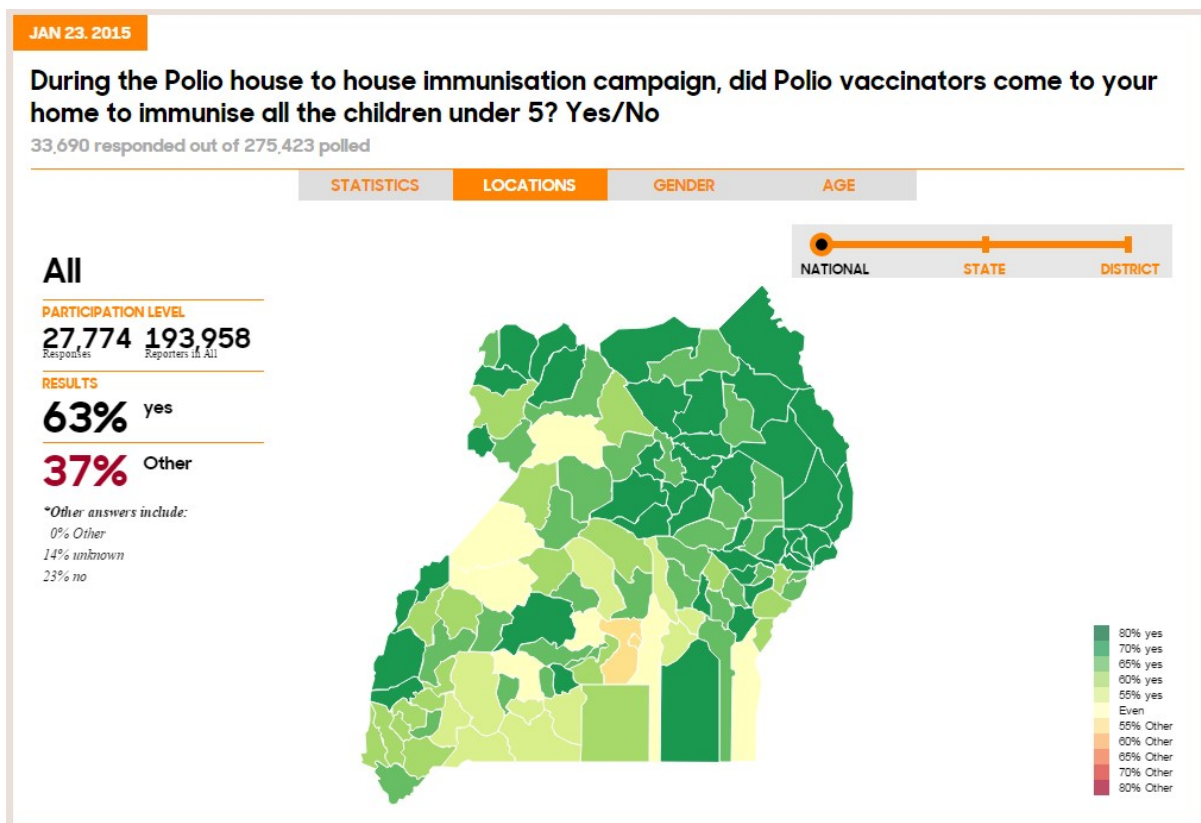 JAN 23. 2015
During the Polio house to house immunisation campaign, did Polio vaccinators come to your
home to immunise all the children under 5? Yes/No
33,690 responded out of 275,423 polled
STATISTICS LOCATIONS GENDER AGE
NATIONAL STATE DISTRICT
All
PARTICIPATION LEVEL
27,774 193,958
Responses Reporters in All
RESULTS
63% yes
37% Other
*Other answers include:
0% Other
14% unknown
23% no
80% yes
70% yes
65% yes
60% yes
55% yes
Even
55% Other
60% Other
65% Other
70% Other
80% Other